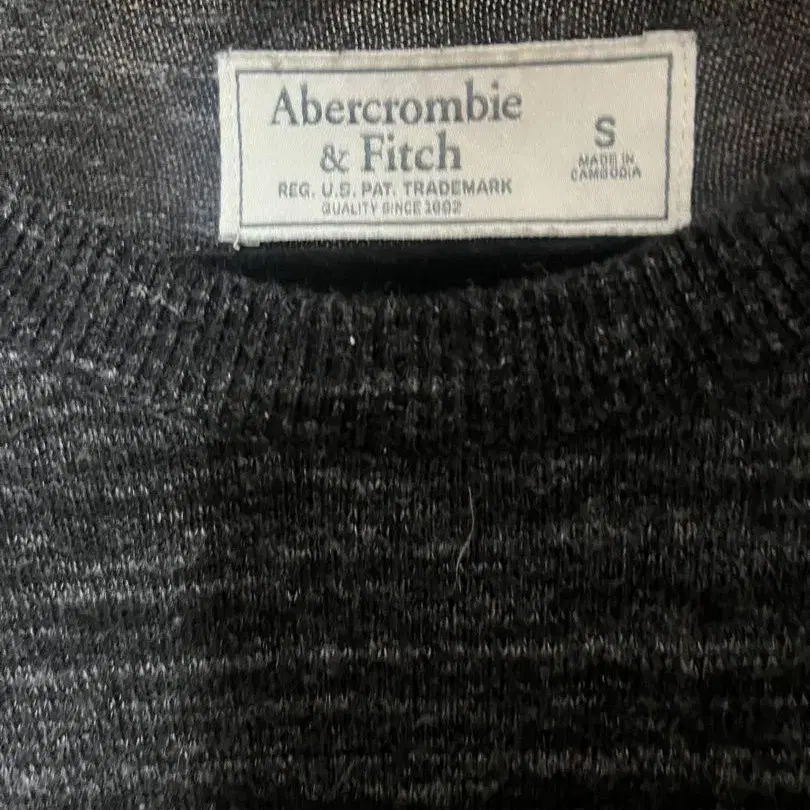 Abercrombie
& Fitch
REG. U.S. PAT. TRADEMARK
QUALITY SINCE 1892
S
MADE IN
CAMBODIA